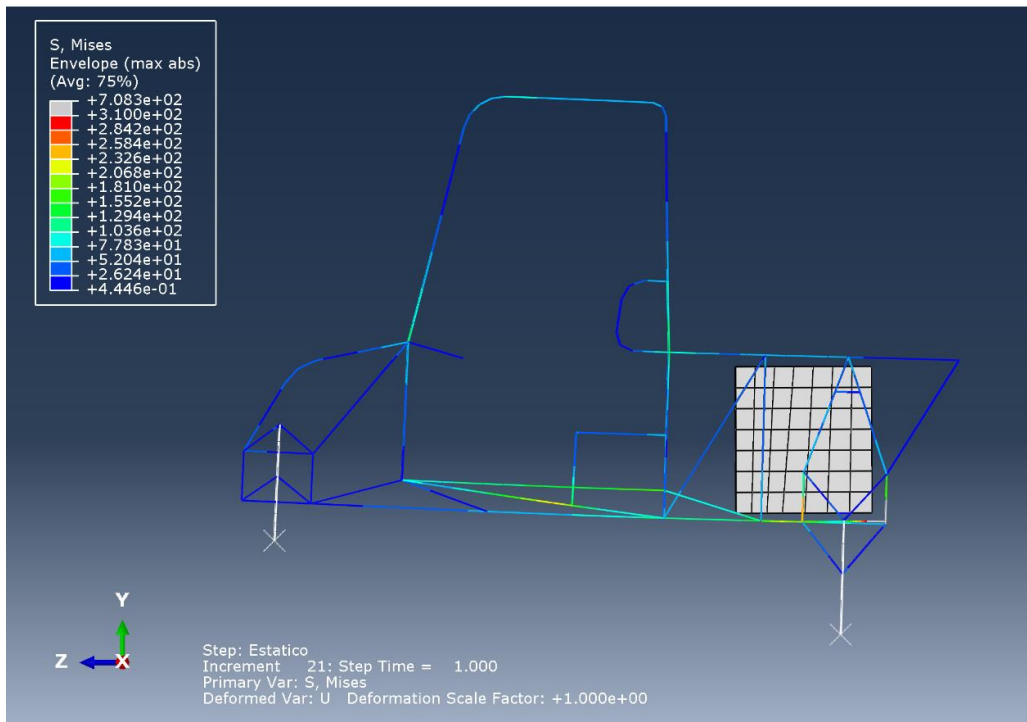 S, Mises
Envelope (max abs)
(Avg: 75%)
+7.083e+02
+3.100e+02
+2.842e+02
+2.584e+02
+2.326e+02
+2.068e+02
+1.810e+02
+1.552e+02
+1.294e+02
+1.036e+02
+7.783e+01
+5.204e+01
+2.624e+01
+4.446e-01
Y
Z
X
Step: Estatico
Increment 21: Step Time = 1.000
Primary Var: S, Mises
Deformed Var: U Deformation Scale Factor: +1.000e+00